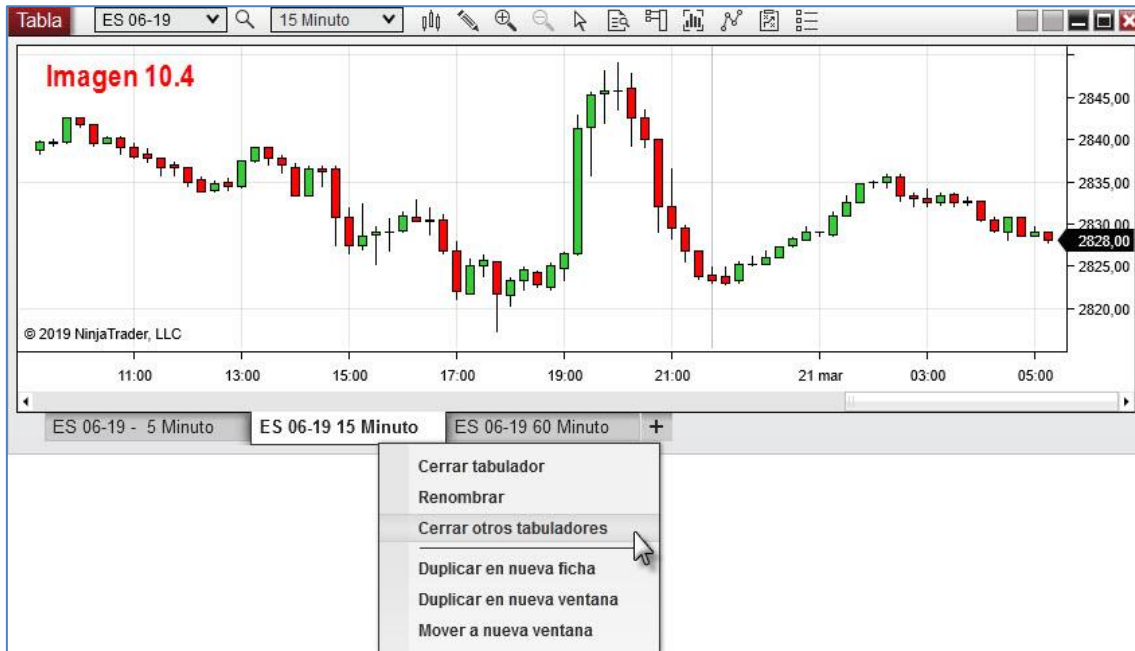 Tabla ES 06-19 15 Minuto
Imagen 10.4
2845,00
2840,00
2835,00
2830,00
2828,00
2825,00
2820,00
© 2019 NinjaTrader, LLC
11:00 13:00 15:00 17:00 19:00 21:00 21 mar 03:00 05:00
ES 06-19 - 5 Minuto ES 06-19 15 Minuto ES 06-19 60 Minuto +
Cerrar tabulador
Renombrar
Cerrar otros tabuladores
Duplicar en nueva ficha
Duplicar en nueva ventana
Mover a nueva ventana